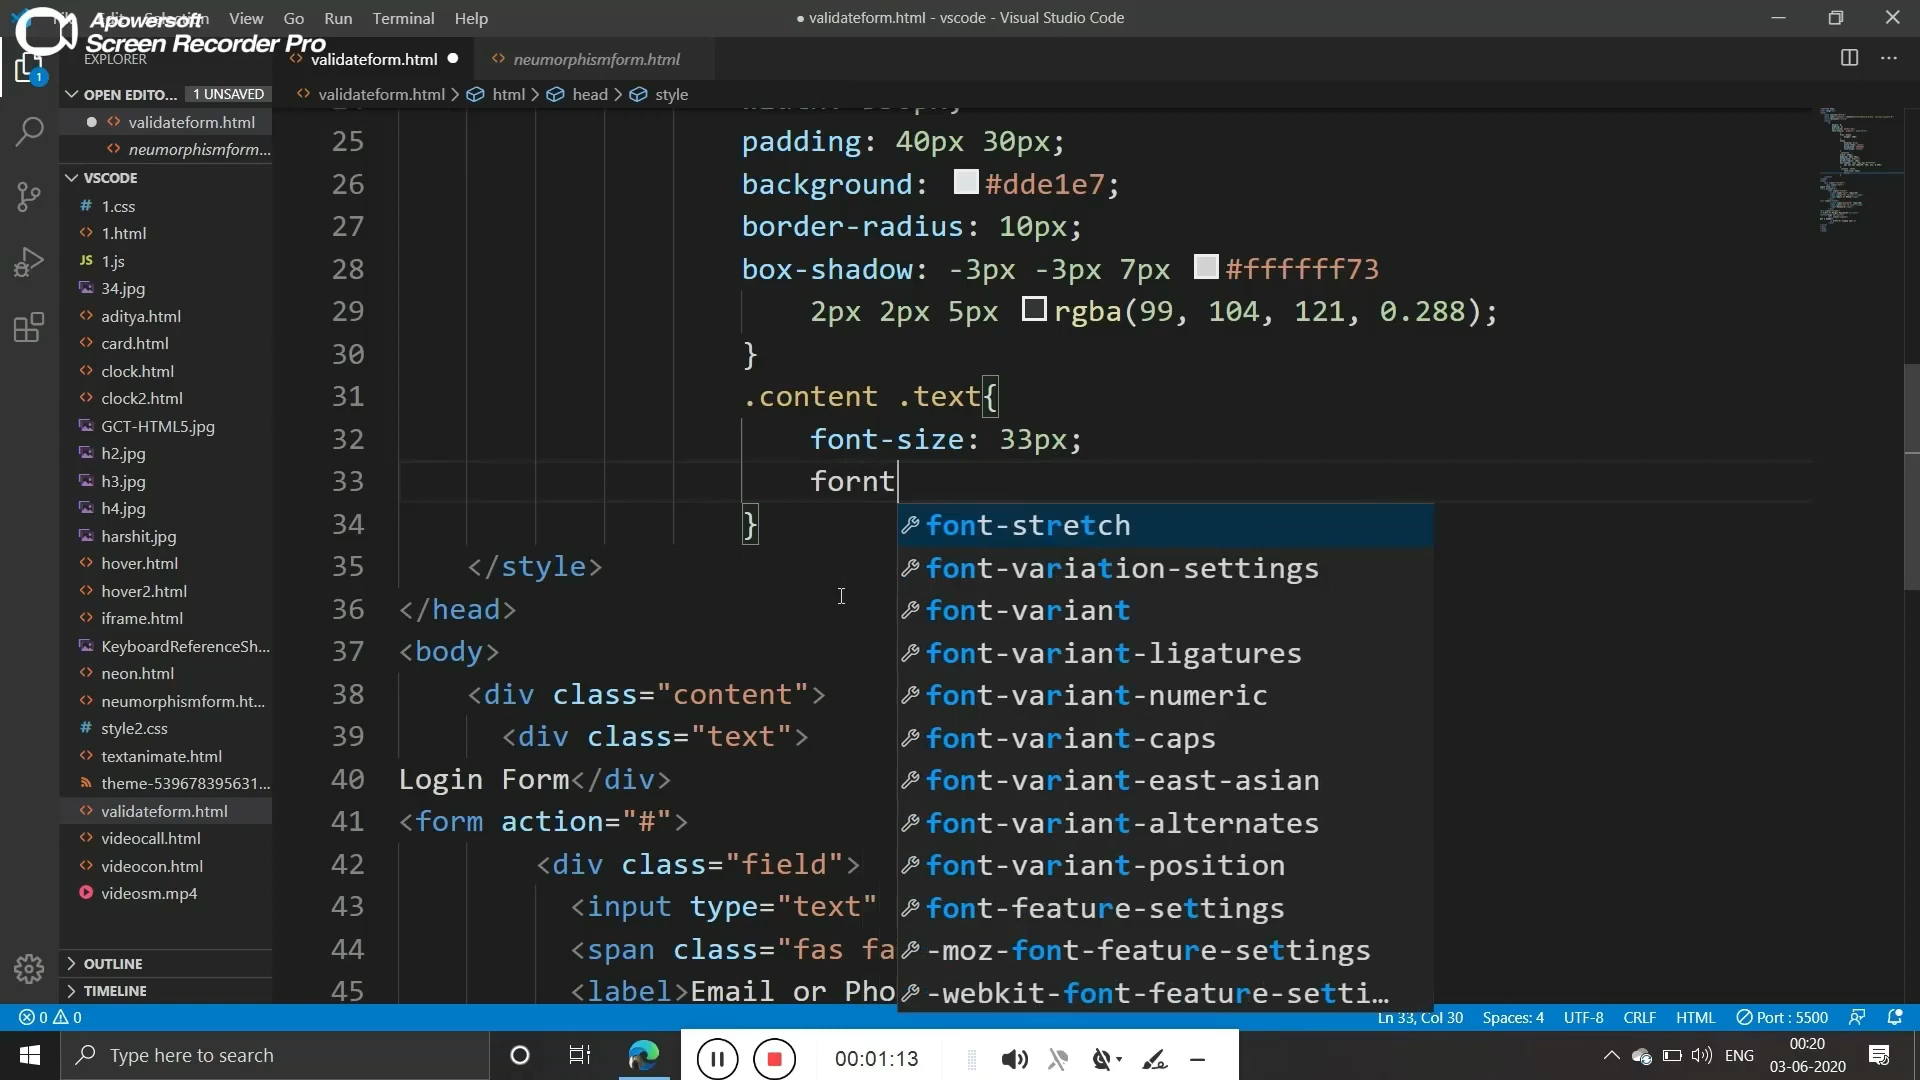 File Edit Selection View Go Run Terminal Help
● validateform.html - vscode - Visual Studio Code
Apowersoft
Screen Recorder Pro
EXPLORER
validateform.html
neumorphismform.html
1
OPEN EDITO... 1 UNSAVED
validateform.html > html > head > style
validateform.html
neumorphismform...
VSCODE
# 1.css
1.html
JS 1.js
34.jpg
aditya.html
card.html
clock.html
clock2.html
GCT-HTML5.jpg
h2.jpg
h3.jpg
h4.jpg
harshit.jpg
hover.html
hover2.html
iframe.html
KeyboardReferenceSh...
neon.html
neumorphismform.ht...
# style2.css
textanimate.html
theme-539678395631...
validateform.html
videocall.html
videocon.html
videosm.mp4
OUTLINE
TIMELINE
25 padding: 40px 30px;
26 background: #dde1e7;
27 border-radius: 10px;
28 box-shadow: -3px -3px 7px #ffffff73
29 2px 2px 5px rgba(99, 104, 121, 0.288);
30 }
31 .content .text{
32 font-size: 33px;
33 fornt
34 }
35 </style>
36 </head>
37 <body>
38 <div class="content">
39 <div class="text">
40 Login Form</div>
41 <form action="#">
42 <div class="field">
43 <input type="text"
44 <span class="fas fa
45 <label>Email or Pho
font-stretch
font-variation-settings
font-variant
font-variant-ligatures
font-variant-numeric
font-variant-caps
font-variant-east-asian
font-variant-alternates
font-variant-position
font-feature-settings
-moz-font-feature-settings
-webkit-font-feature-setti...
0 0
Ln 33, Col 30 Spaces: 4 UTF-8 CRLF HTML Port : 5500
Type here to search
00:01:13
ENG
00:20
03-06-2020